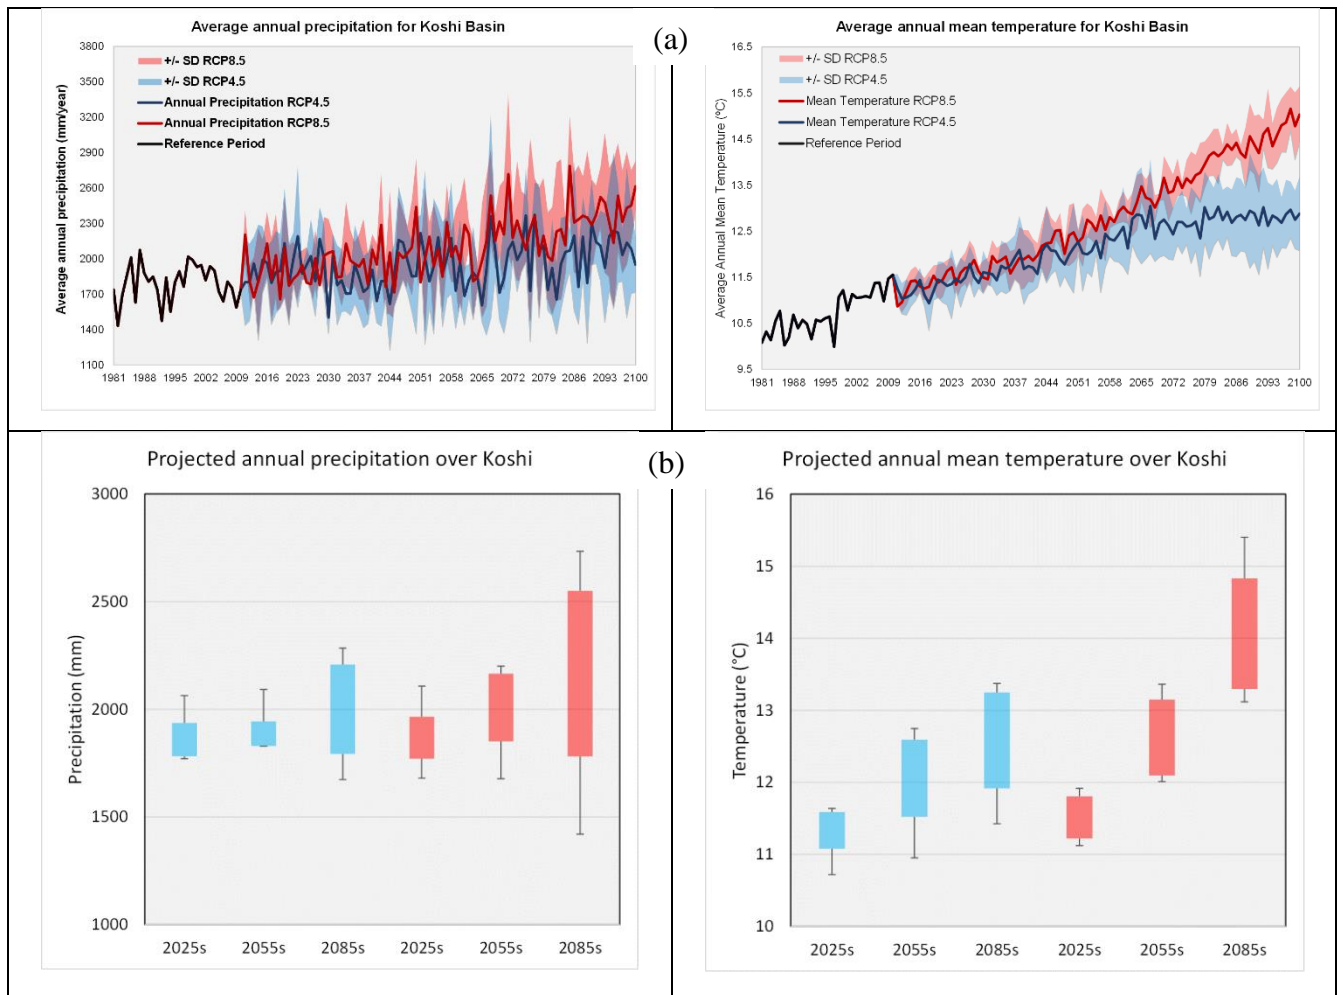 Average annual precipitation for Koshi Basin
Average annual precipitation (mm/year)
3800
3500
3200
2900
2600
2300
2000
1700
1400
1100
+/- SD RCP8.5
+/- SD RCP4.5
Annual Precipitation RCP4.5
Annual Precipitation RCP8.5
Reference Period
1981 1988 1995 2002 2009 2016 2023 2030 2037 2044 2051 2058 2065 2072 2079 2086 2093 2100
(a)
Average annual mean temperature for Koshi Basin
Average Annual Mean Temperature (°C)
16.5
15.5
14.5
13.5
12.5
11.5
10.5
9.5
+/- SD RCP8.5
+/- SD RCP4.5
Mean Temperature RCP8.5
Mean Temperature RCP4.5
Reference Period
1981 1988 1995 2002 2009 2016 2023 2030 2037 2044 2051 2058 2065 2072 2079 2086 2093 2100
Projected annual precipitation over Koshi
Precipitation (mm)
3000
2500
2000
1500
1000
2025s 2055s 2085s 2025s 2055s 2085s
(b)
Projected annual mean temperature over Koshi
Temperature (°C)
16
15
14
13
12
11
10
2025s 2055s 2085s 2025s 2055s 2085s